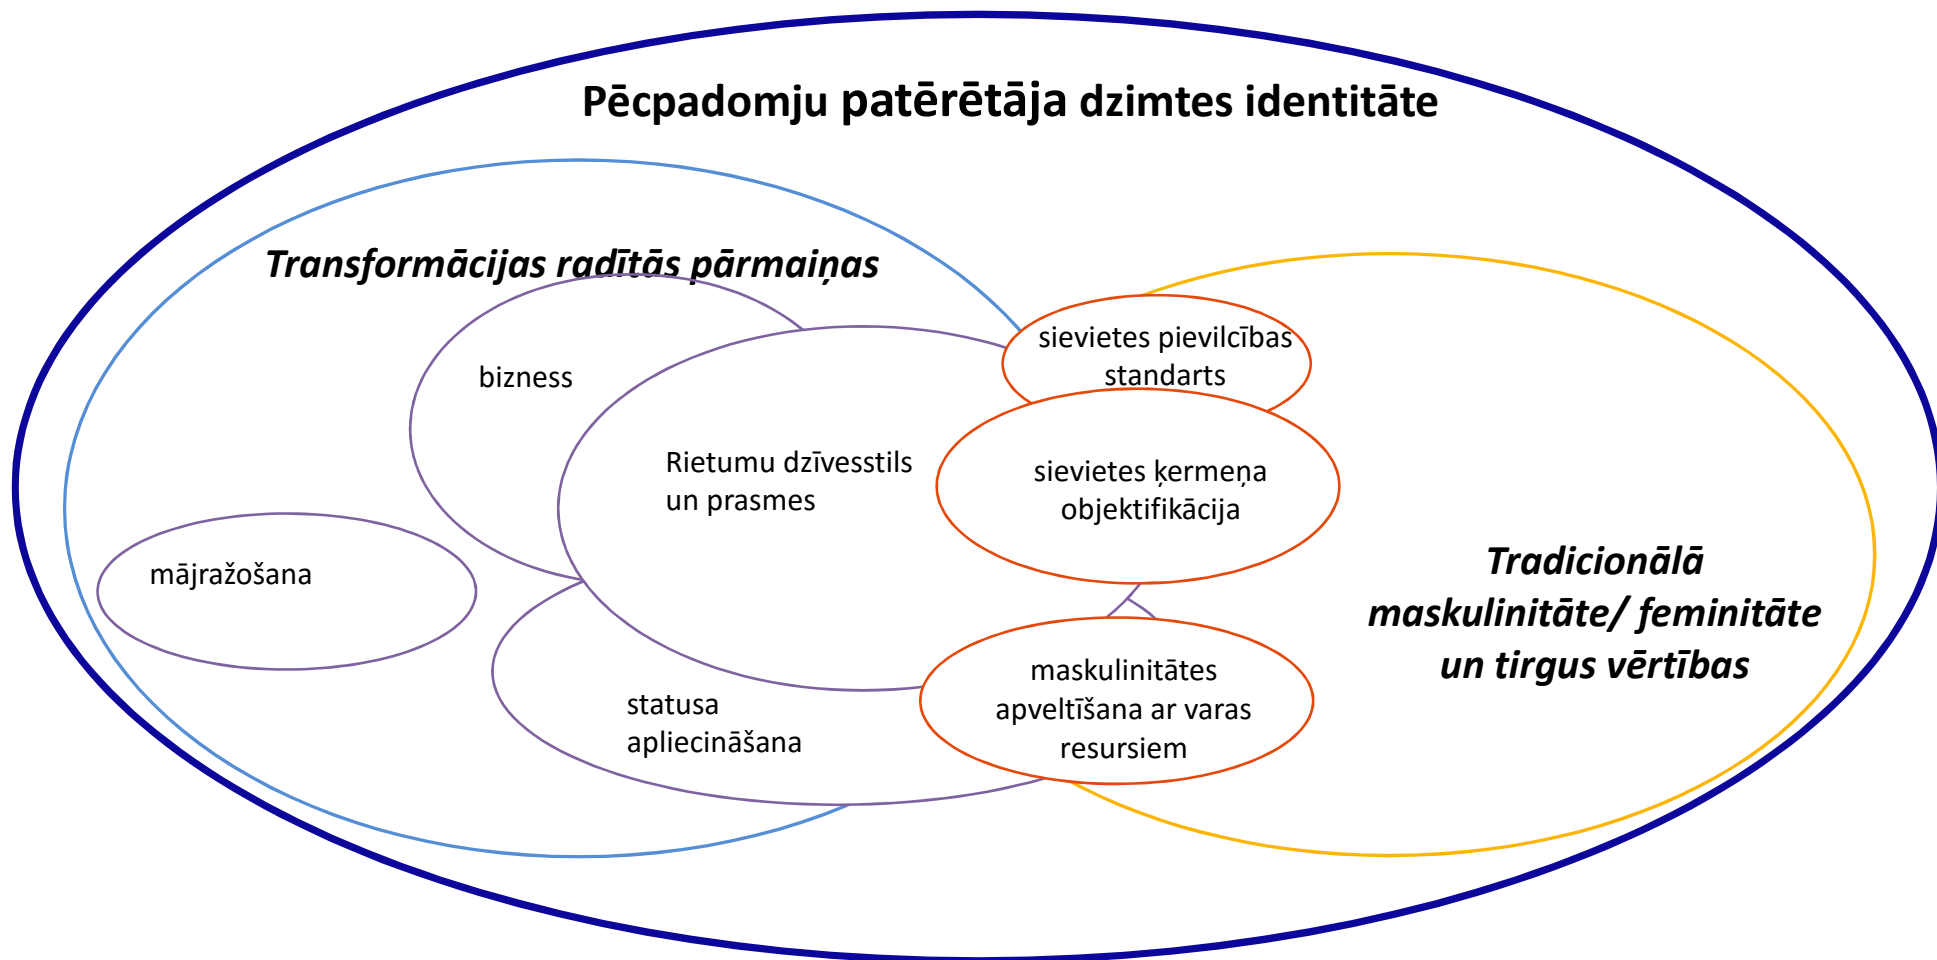 Pēcpadomju patērētāja dzimtes identitāte
Transformācijas radītās pārmaiņas
sievietes pievilcības
standarts
bizness
Rietumu dzīvesstils
un prasmes
sievietes ķermeņa
objektifikācija
mājražošana
Tradicionālā
maskulinitāte/ feminitāte
un tirgus vērtības
statusa
apliecināšana
maskulinitātes
apveltīšana ar varas
resursiem